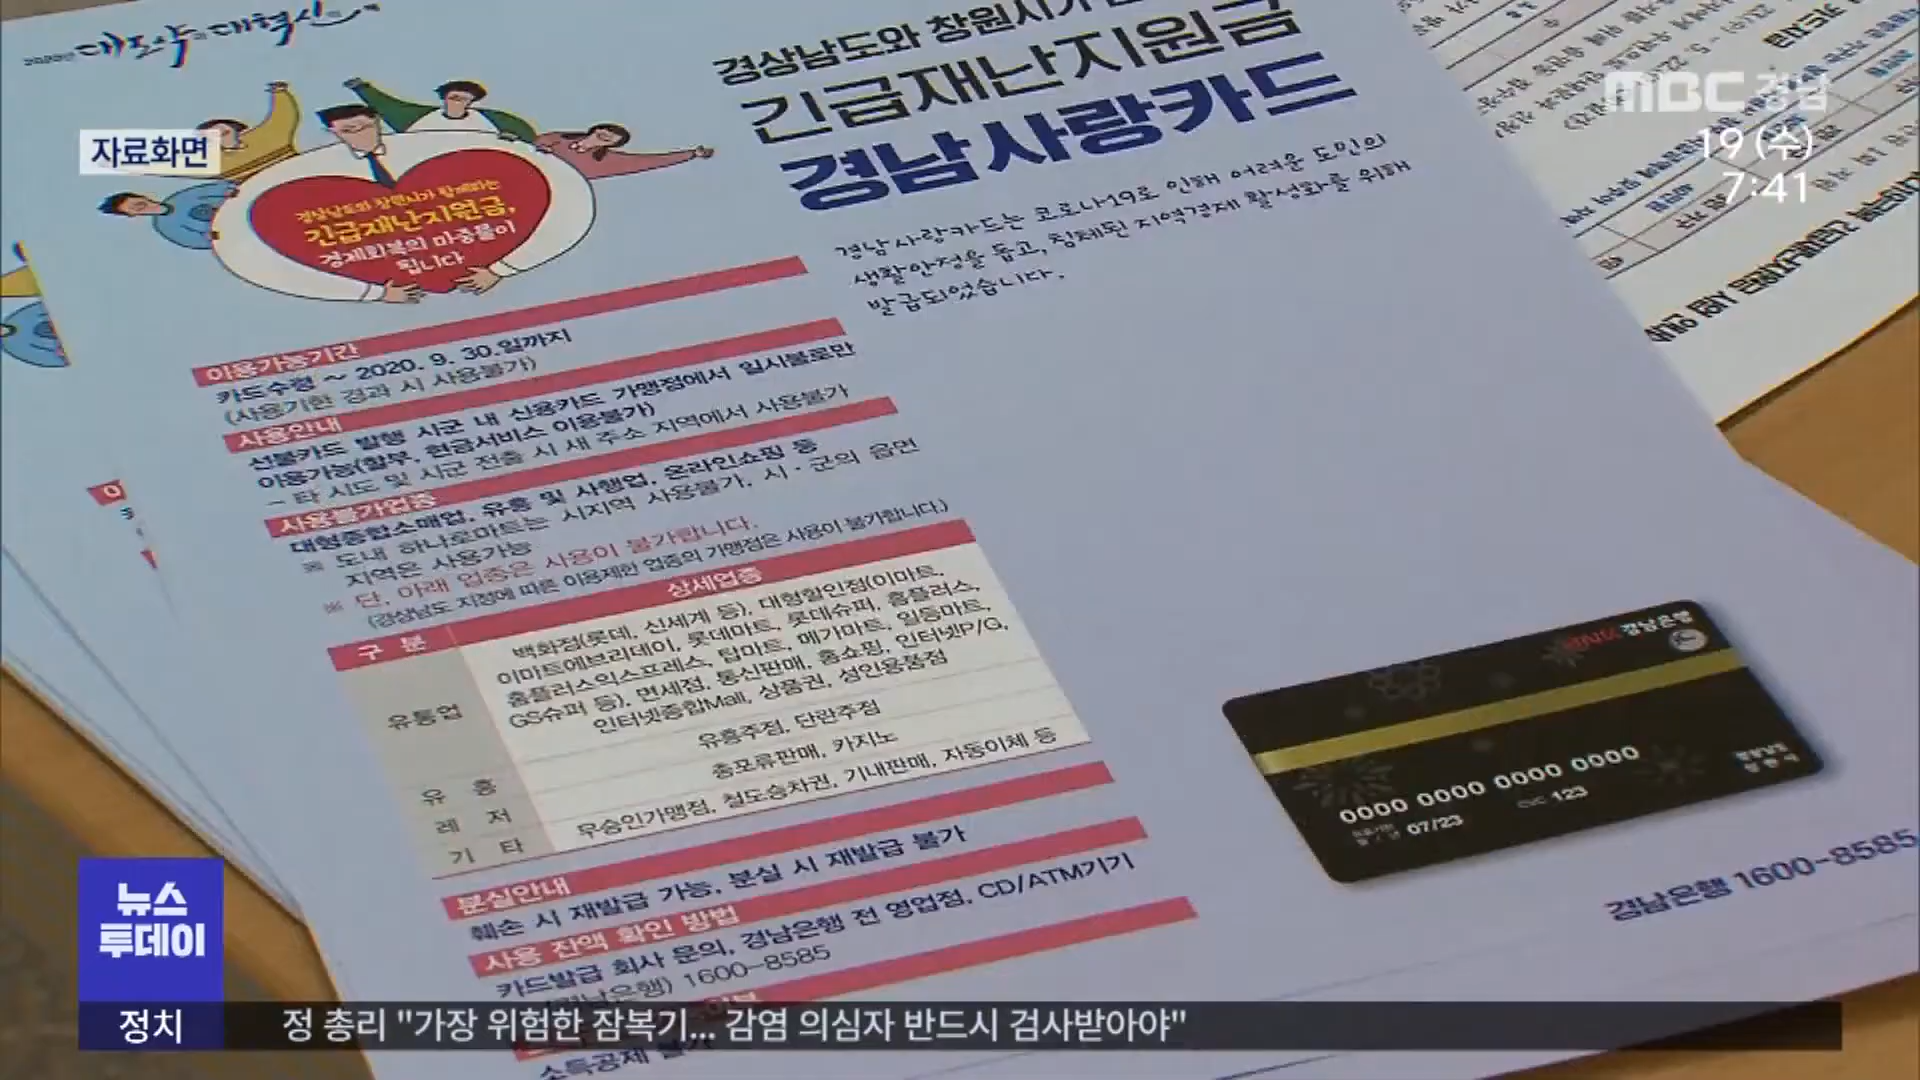 2020년 대도약의 대혁신의 해
경상남도와 창원시가
긴급재난지원금
경남사랑카드
경남사랑카드는 코로나19로 인해 어려운 도민의
생활안정을 돕고, 침체된 지역경제 활성화를 위해
발급되었습니다.
경상남도와 창원시가 함께하는
긴급재난지원금,
경제회복의 마중물이
됩니다
자료화면
MBC 경남
19 (수)
7:41
이용가능기간
카드수령 ~ 2020. 9. 30.일까지
(사용기한 경과 시 사용불가)
사용안내
선불카드 발행 시군 내 신용카드 가맹점에서 일시불로만
이용가능(할부, 현금서비스 이용불가)
- 타 시도 및 시군 전출 시 새 주소 지역에서 사용불가
사용불가업종
대형종합소매업, 유흥 및 사행업, 온라인쇼핑 등
※ 도내 하나로마트는 시지역 사용불가, 시·군의 읍면
지역은 사용가능
※ 단, 아래 업종은 사용이 불가합니다.
(경상남도 지정에 따른 이용제한 업종의 가맹점은 사용이 불가합니다.)
구 분 상세업종
유통업 백화점(롯데, 신세계 등), 대형할인점(이마트,
이마트에브리데이, 롯데마트, 롯데슈퍼, 홈플러스,
홈플러스익스프레스, 탑마트, 메가마트, 일등마트,
GS슈퍼 등), 면세점, 통신판매, 홈쇼핑, 인터넷P/G,
인터넷종합Mall, 상품권, 성인용품점
유 흥 유흥주점, 단란주점
레 저 총포류판매, 카지노
기 타 무승인가맹점, 철도승차권, 기내판매, 자동이체 등
분실안내
훼손 시 재발급 가능, 분실 시 재발급 불가
사용 잔액 확인 방법
카드발급 회사 문의, 경남은행 전 영업점, CD/ATM기기
(경남은행) 1600-8585
소득공제 불가
BNK 경남은행
0000 0000 0000 0000
07/23
CVC 123
경상남도
창원시
경남은행 1600-8585
뉴스
투데이
정치
정 총리 "가장 위험한 잠복기... 감염 의심자 반드시 검사받아야"